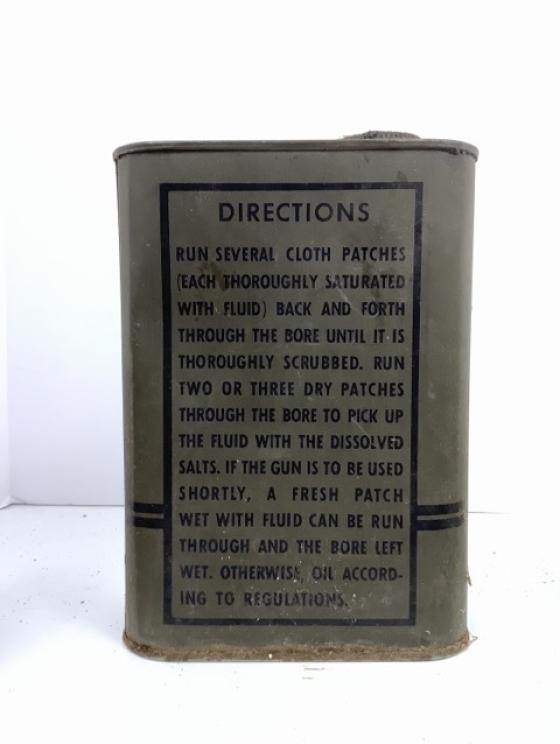 DIRECTIONS
RUN SEVERAL CLOTH PATCHES
(EACH THOROUGHLY SATURATED
WITH FLUID) BACK AND FORTH
THROUGH THE BORE UNTIL IT IS
THOROUGHLY SCRUBBED. RUN
TWO OR THREE DRY PATCHES
THROUGH THE BORE TO PICK UP
THE FLUID WITH THE DISSOLVED
SALTS. IF THE GUN IS TO BE USED
SHORTLY, A FRESH PATCH
WET WITH FLUID CAN BE RUN
THROUGH AND THE BORE LEFT
WET. OTHERWISE, OIL ACCORD-
ING TO REGULATIONS.